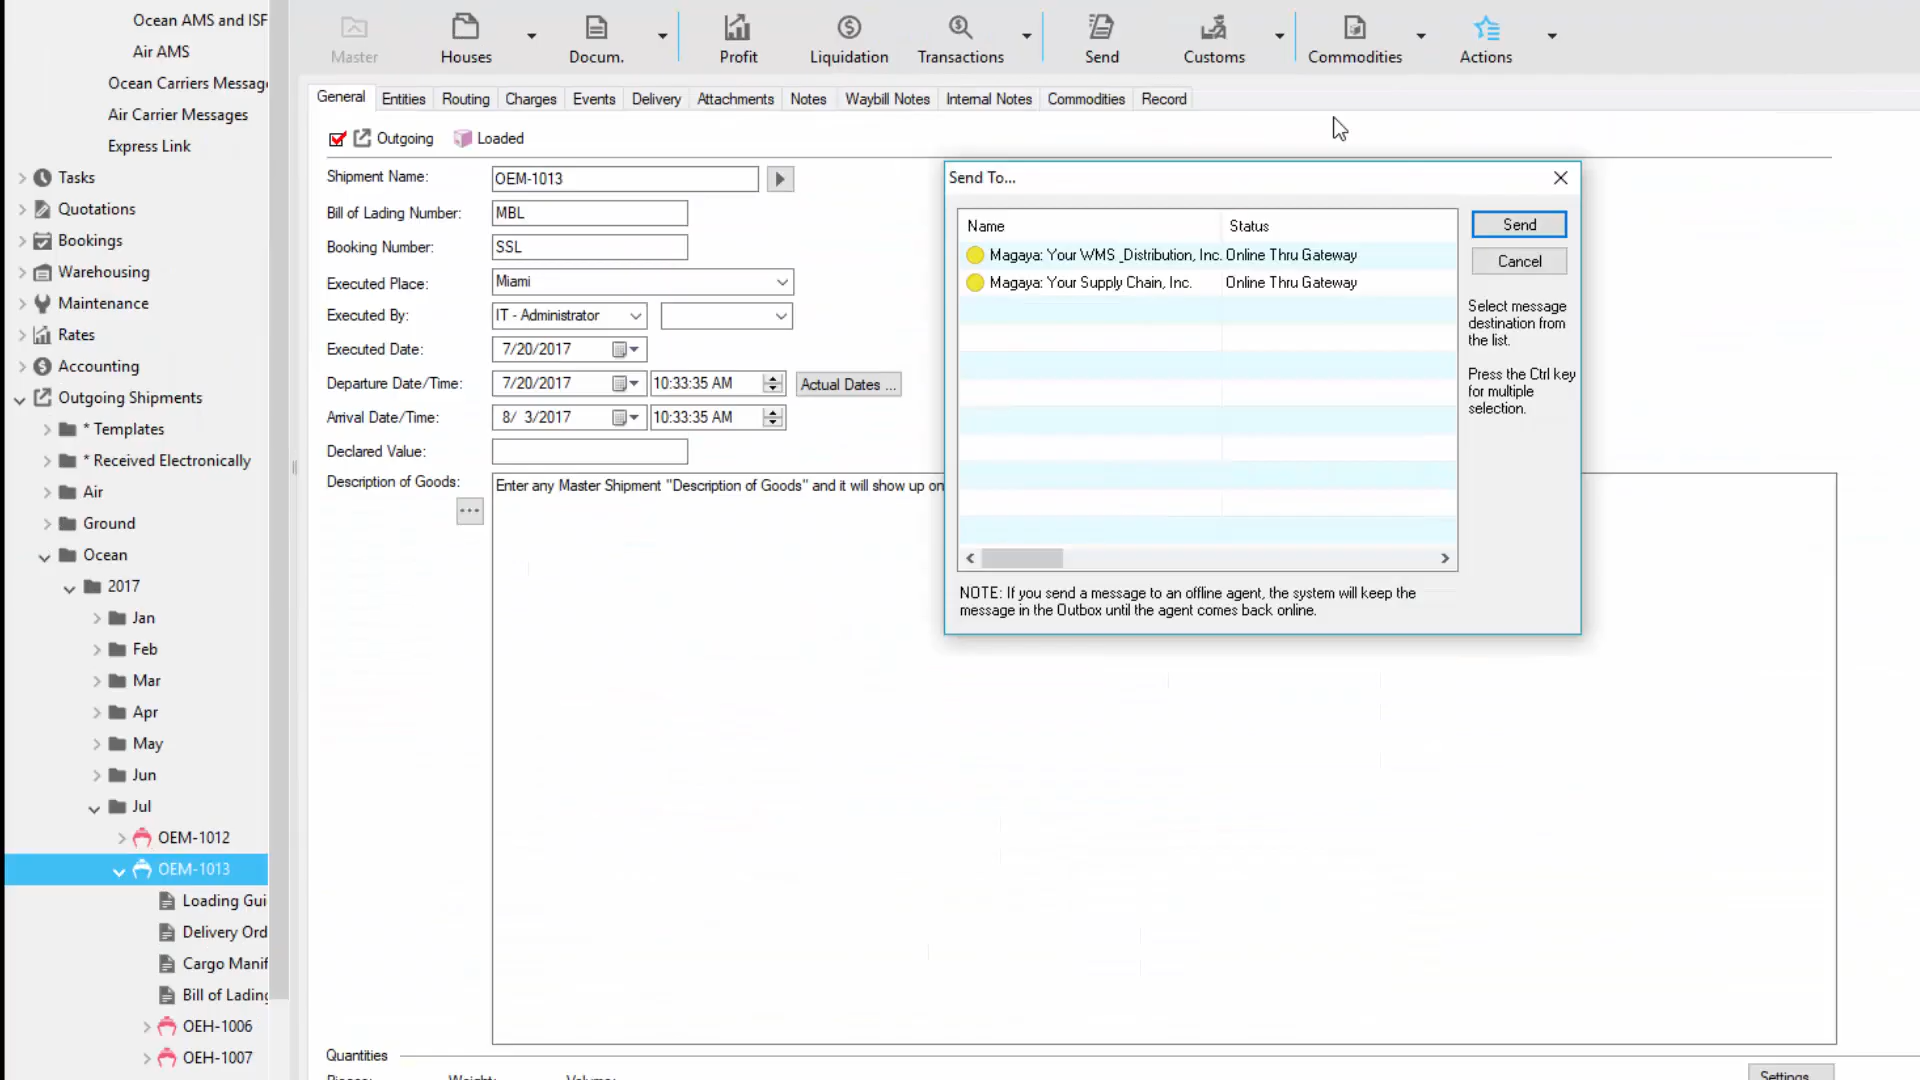 Ocean AMS and ISF
Air AMS
Ocean Carriers Messag
Air Carrier Messages
Express Link
Tasks
Quotations
Bookings
Warehousing
Maintenance
Rates
Accounting
Outgoing Shipments
* Templates
* Received Electronically
Air
Ground
Ocean
2017
Jan
Feb
Mar
Apr
May
Jun
Jul
OEM-1012
OEM-1013
Loading Gui
Delivery Ord
Cargo Manif
Bill of Lading
OEH-1006
OEH-1007
Master
Houses
Docum.
Profit
Liquidation
Transactions
Send
Customs
Commodities
Actions
General
Entities
Routing
Charges
Events
Delivery
Attachments
Notes
Waybill Notes
Internal Notes
Commodities
Record
Outgoing
Loaded
Shipment Name:
OEM-1013
Bill of Lading Number:
MBL
Booking Number:
SSL
Executed Place:
Miami
Executed By:
IT - Administrator
Executed Date:
7/20/2017
Departure Date/Time:
7/20/2017
10:33:35 AM
Actual Dates ...
Arrival Date/Time:
8/ 3/2017
10:33:35 AM
Declared Value:
Description of Goods:
...
Enter any Master Shipment "Description of Goods" and it will show up on
Send To...
Name
Status
Magaya: Your WMS _Distribution, Inc.
Online Thru Gateway
Magaya: Your Supply Chain, Inc.
Online Thru Gateway
Send
Cancel
Select message
destination from
the list.
Press the Ctrl key
for multiple
selection.
NOTE: If you send a message to an offline agent, the system will keep the
message in the Outbox until the agent comes back online.
Quantities
Pieces:
Weight:
Volume:
Settings